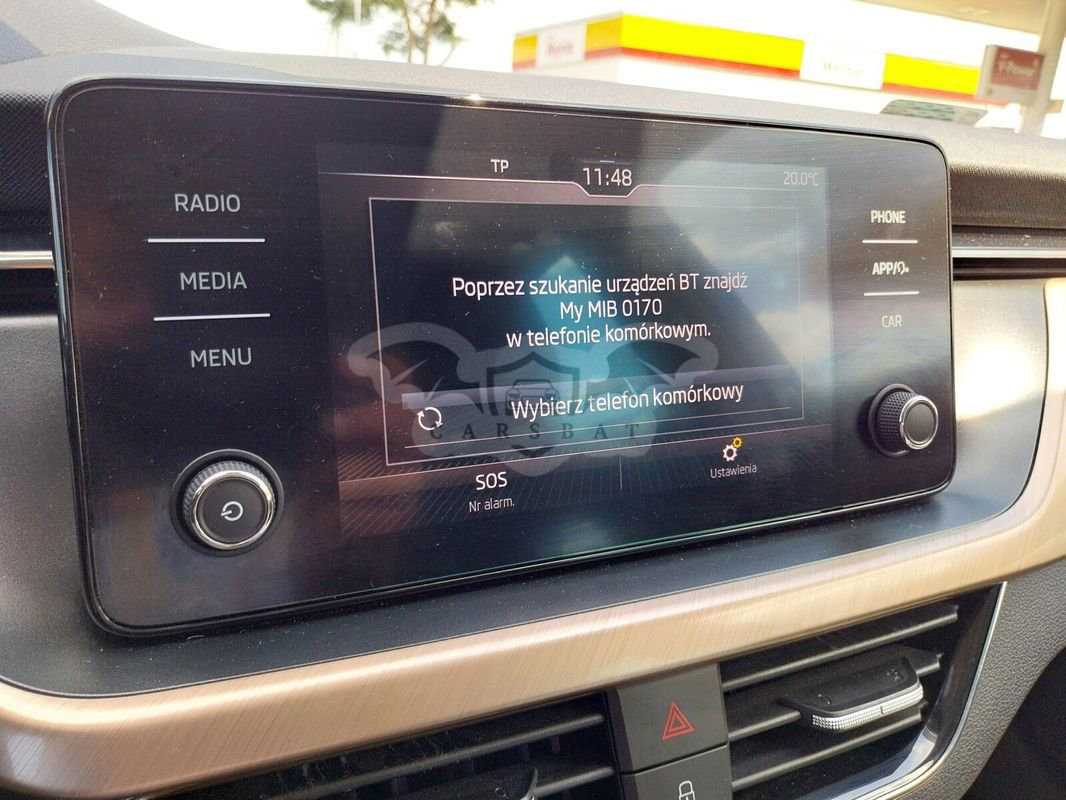 V-Power
TP
11:48
20.0°C
RADIO
MEDIA
MENU
PHONE
APP/
CAR
Poprzez szukanie urządzeń BT znajdź
My MIB 0170
w telefonie komórkowym.
Wybierz telefon komórkowy
CARSBAT
SOS
Nr alarm.
Ustawienia